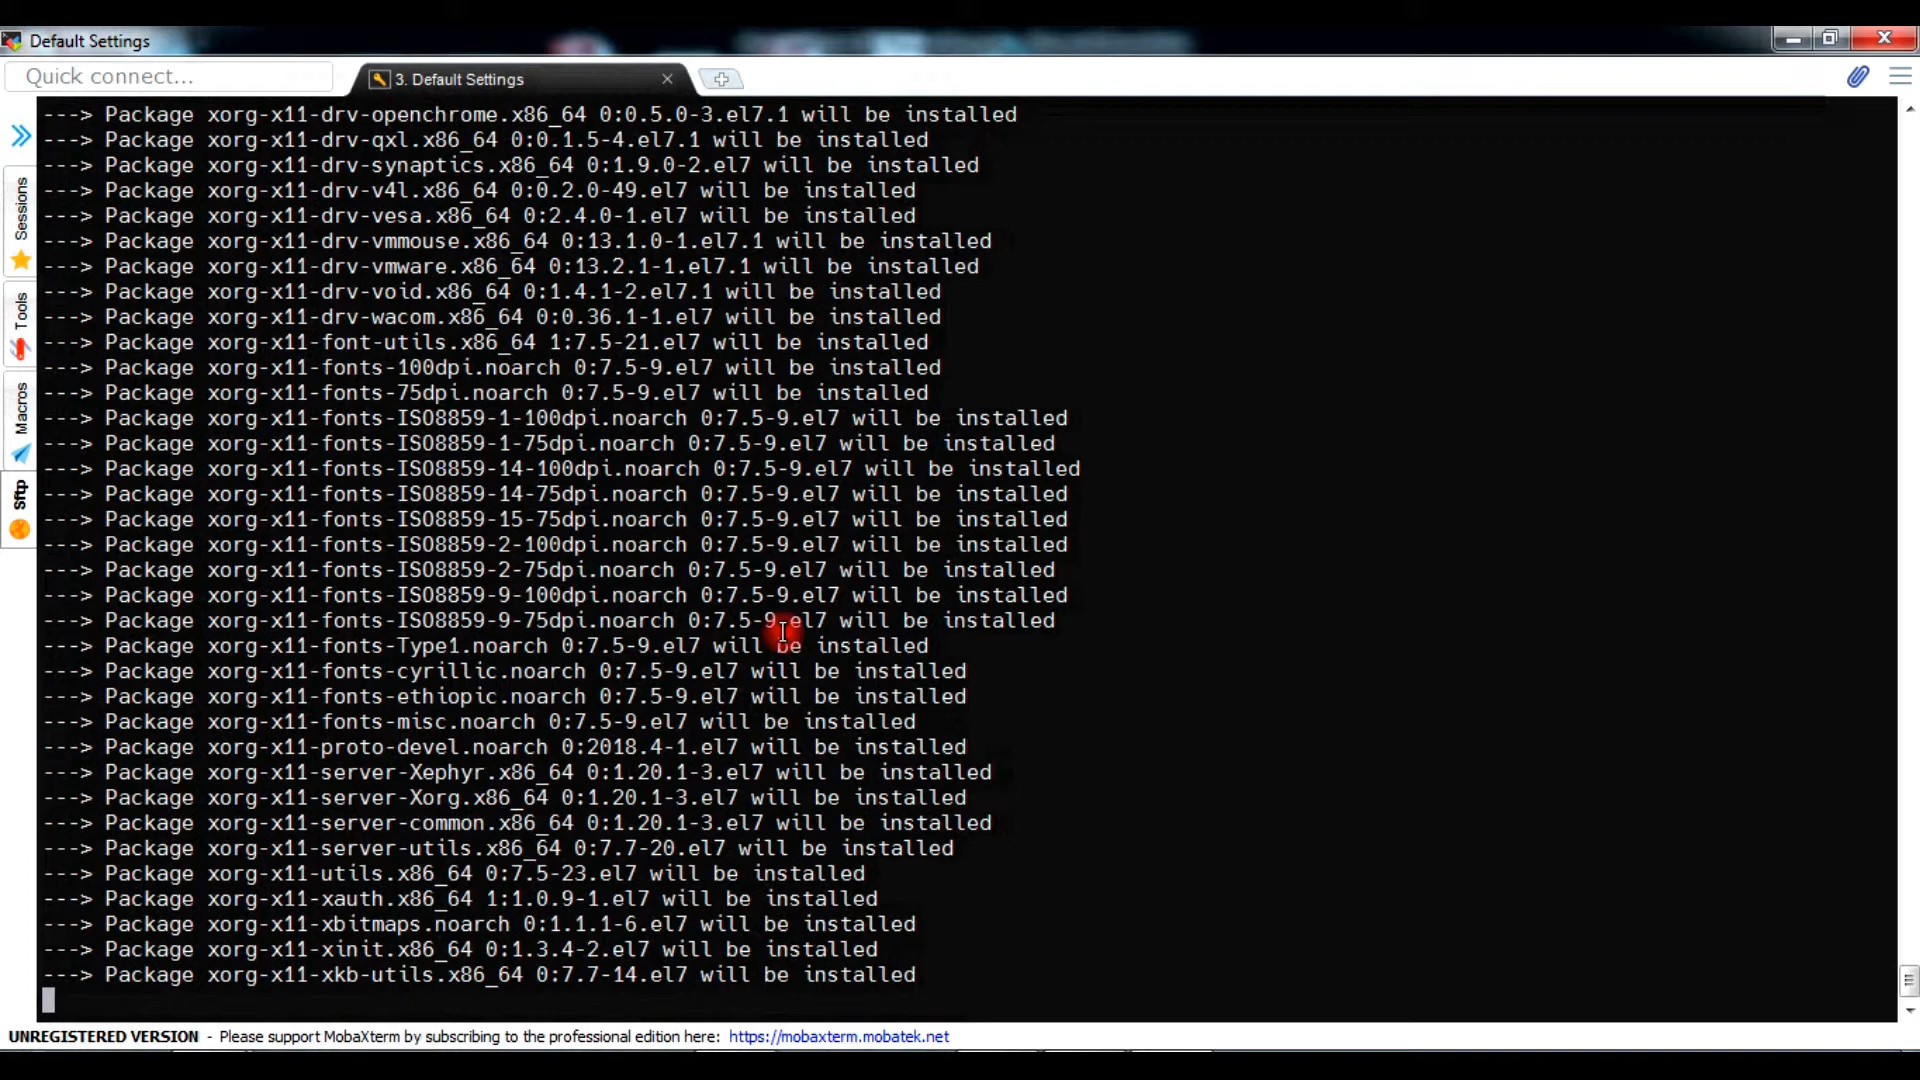 Default Settings
Quick connect...
3. Default Settings
Sessions
Tools
Macros
Sftp
---> Package xorg-x11-drv-openchrome.x86_64 0:0.5.0-3.el7.1 will be installed
---> Package xorg-x11-drv-qxl.x86_64 0:0.1.5-4.el7.1 will be installed
---> Package xorg-x11-drv-synaptics.x86_64 0:1.9.0-2.el7 will be installed
---> Package xorg-x11-drv-v4l.x86_64 0:0.2.0-49.el7 will be installed
---> Package xorg-x11-drv-vesa.x86_64 0:2.4.0-1.el7 will be installed
---> Package xorg-x11-drv-vmmouse.x86_64 0:13.1.0-1.el7.1 will be installed
---> Package xorg-x11-drv-vmware.x86_64 0:13.2.1-1.el7.1 will be installed
---> Package xorg-x11-drv-void.x86_64 0:1.4.1-2.el7.1 will be installed
---> Package xorg-x11-drv-wacom.x86_64 0:0.36.1-1.el7 will be installed
---> Package xorg-x11-font-utils.x86_64 1:7.5-21.el7 will be installed
---> Package xorg-x11-fonts-100dpi.noarch 0:7.5-9.el7 will be installed
---> Package xorg-x11-fonts-75dpi.noarch 0:7.5-9.el7 will be installed
---> Package xorg-x11-fonts-ISO8859-1-100dpi.noarch 0:7.5-9.el7 will be installed
---> Package xorg-x11-fonts-ISO8859-1-75dpi.noarch 0:7.5-9.el7 will be installed
---> Package xorg-x11-fonts-ISO8859-14-100dpi.noarch 0:7.5-9.el7 will be installed
---> Package xorg-x11-fonts-ISO8859-14-75dpi.noarch 0:7.5-9.el7 will be installed
---> Package xorg-x11-fonts-ISO8859-15-75dpi.noarch 0:7.5-9.el7 will be installed
---> Package xorg-x11-fonts-ISO8859-2-100dpi.noarch 0:7.5-9.el7 will be installed
---> Package xorg-x11-fonts-ISO8859-2-75dpi.noarch 0:7.5-9.el7 will be installed
---> Package xorg-x11-fonts-ISO8859-9-100dpi.noarch 0:7.5-9.el7 will be installed
---> Package xorg-x11-fonts-ISO8859-9-75dpi.noarch 0:7.5-9.el7 will be installed
---> Package xorg-x11-fonts-Type1.noarch 0:7.5-9.el7 will be installed
---> Package xorg-x11-fonts-cyrillic.noarch 0:7.5-9.el7 will be installed
---> Package xorg-x11-fonts-ethiopic.noarch 0:7.5-9.el7 will be installed
---> Package xorg-x11-fonts-misc.noarch 0:7.5-9.el7 will be installed
---> Package xorg-x11-proto-devel.noarch 0:2018.4-1.el7 will be installed
---> Package xorg-x11-server-Xephyr.x86_64 0:1.20.1-3.el7 will be installed
---> Package xorg-x11-server-Xorg.x86_64 0:1.20.1-3.el7 will be installed
---> Package xorg-x11-server-common.x86_64 0:1.20.1-3.el7 will be installed
---> Package xorg-x11-server-utils.x86_64 0:7.7-20.el7 will be installed
---> Package xorg-x11-utils.x86_64 0:7.5-23.el7 will be installed
---> Package xorg-x11-xauth.x86_64 1:1.0.9-1.el7 will be installed
---> Package xorg-x11-xbitmaps.noarch 0:1.1.1-6.el7 will be installed
---> Package xorg-x11-xinit.x86_64 0:1.3.4-2.el7 will be installed
---> Package xorg-x11-xkb-utils.x86_64 0:7.7-14.el7 will be installed
UNREGISTERED VERSION - Please support MobaXterm by subscribing to the professional edition here: https://mobaxterm.mobatek.net